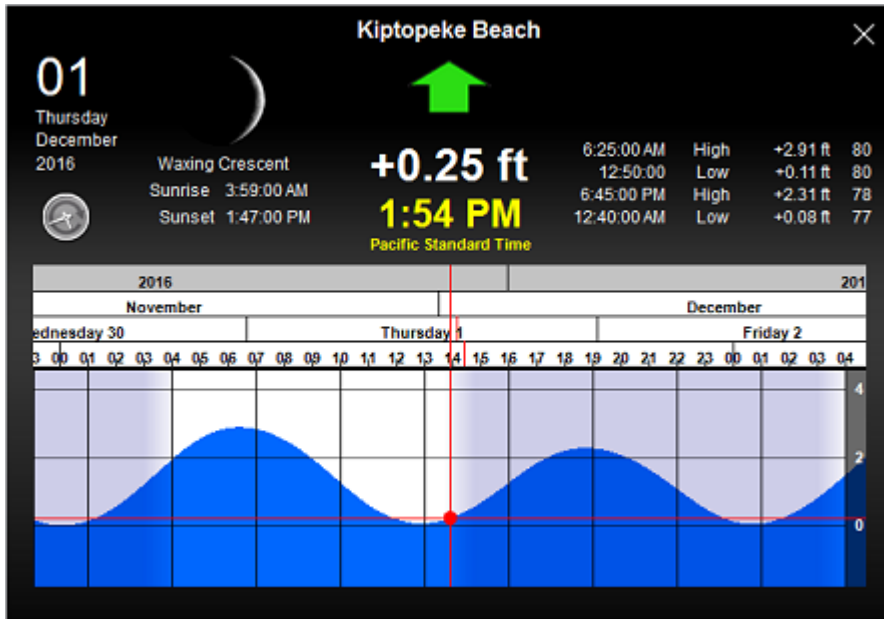 Kiptopeke Beach
01
Thursday
December
2016
Waxing Crescent
Sunrise 3:59:00 AM
Sunset 1:47:00 PM
+0.25 ft
1:54 PM
Pacific Standard Time
6:25:00 AM High +2.91 ft 80
12:50:00 Low +0.11 ft 80
6:45:00 PM High +2.31 ft 78
12:40:00 AM Low +0.08 ft 77
2016 201
November December
ednesday 30 Thursday 1 Friday 2
3 00 01 02 03 04 05 06 07 08 09 10 11 12 13 14 15 16 17 18 19 20 21 22 23 00 01 02 03 04
4
2
0